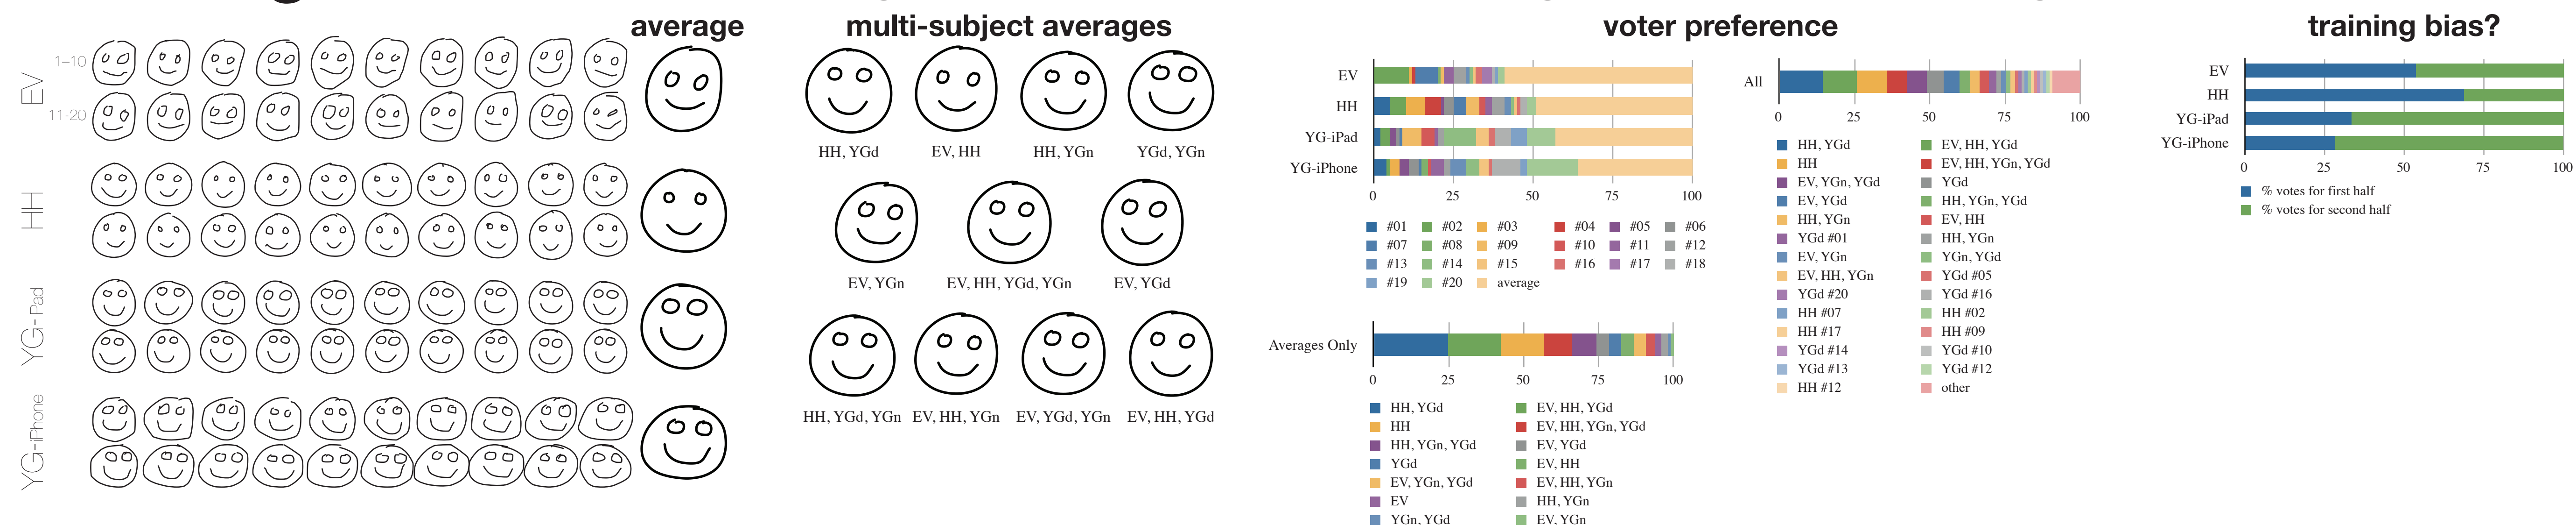 average
EV
1–10
11-20
HH
YG-iPad
YG-iPhone
multi-subject averages
HH, YGd
EV, HH
HH, YGn
YGd, YGn
EV, YGn
EV, HH, YGd, YGn
EV, YGd
HH, YGd, YGn
EV, HH, YGn
EV, YGd, YGn
EV, HH, YGd
voter preference
EV
HH
YG-iPad
YG-iPhone
0 25 50 75 100
#01 #02 #03 #04 #05 #06
#07 #08 #09 #10 #11 #12
#13 #14 #15 #16 #17 #18
#19 #20 average
Averages Only
0 25 50 75 100
HH, YGd EV, HH, YGd
HH EV, HH, YGn, YGd
HH, YGn, YGd EV, YGd
YGd EV, HH
EV, YGn, YGd EV, HH, YGn
EV HH, YGn
YGn, YGd EV, YGn
All
0 25 50 75 100
HH, YGd EV, HH, YGd
HH EV, HH, YGn, YGd
EV, YGn, YGd YGd
EV, YGd HH, YGn, YGd
HH, YGn EV, HH
YGd #01 HH, YGn
EV, YGn YGn, YGd
EV, HH, YGn YGd #05
YGd #20 YGd #16
HH #07 HH #02
HH #17 HH #09
YGd #14 YGd #10
YGd #13 YGd #12
HH #12 other
training bias?
EV
HH
YG-iPad
YG-iPhone
0 25 50 75 100
% votes for first half
% votes for second half